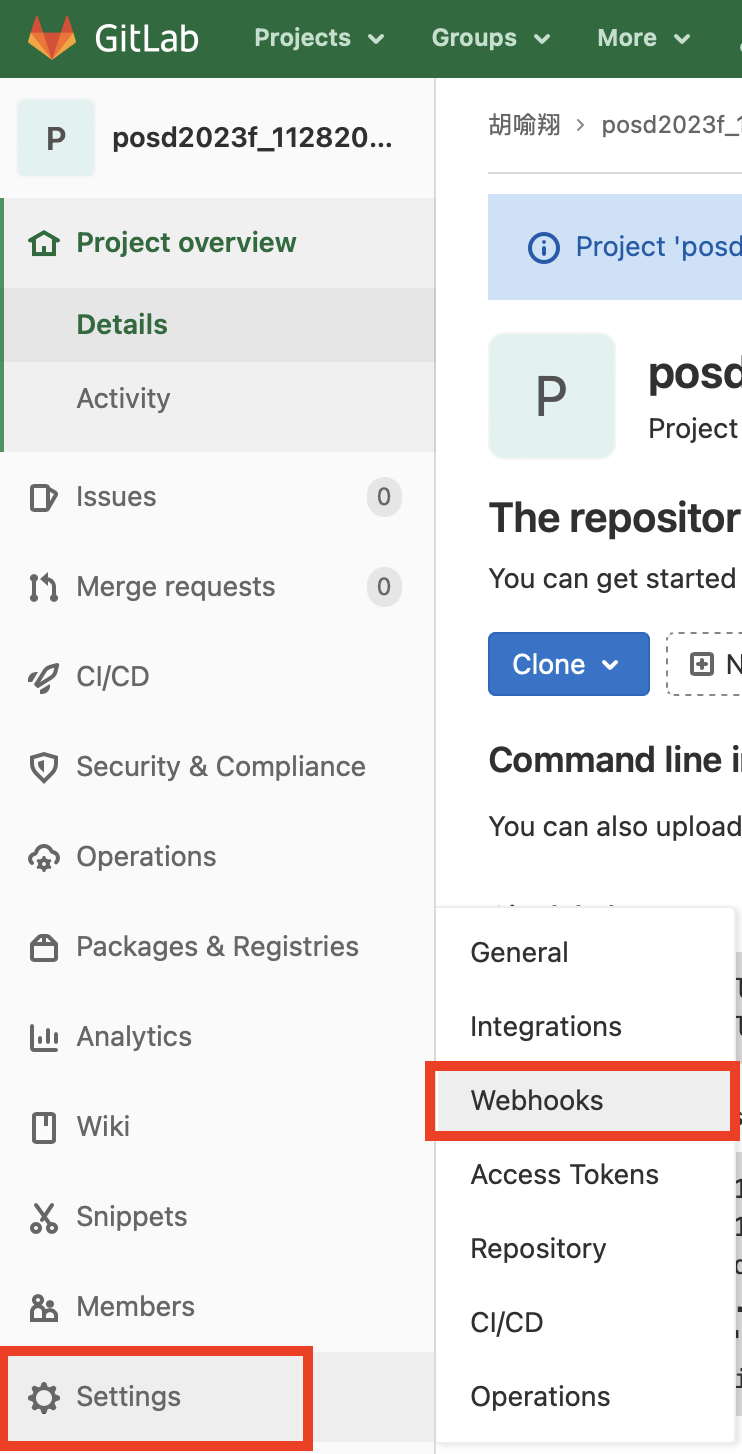 GitLab Projects Groups More
P posd2023f_112820...
胡喻翔 > posd2023f_1
Project overview
Project 'posd
Details
Activity
P
posd
Project
Issues 0
The repositor
You can get started
Merge requests 0
Clone
CI/CD
Security & Compliance
Command line i
You can also upload
Operations
Packages & Registries
Analytics
Wiki
Snippets
Members
Settings
General
Integrations
Webhooks
Access Tokens
Repository
CI/CD
Operations